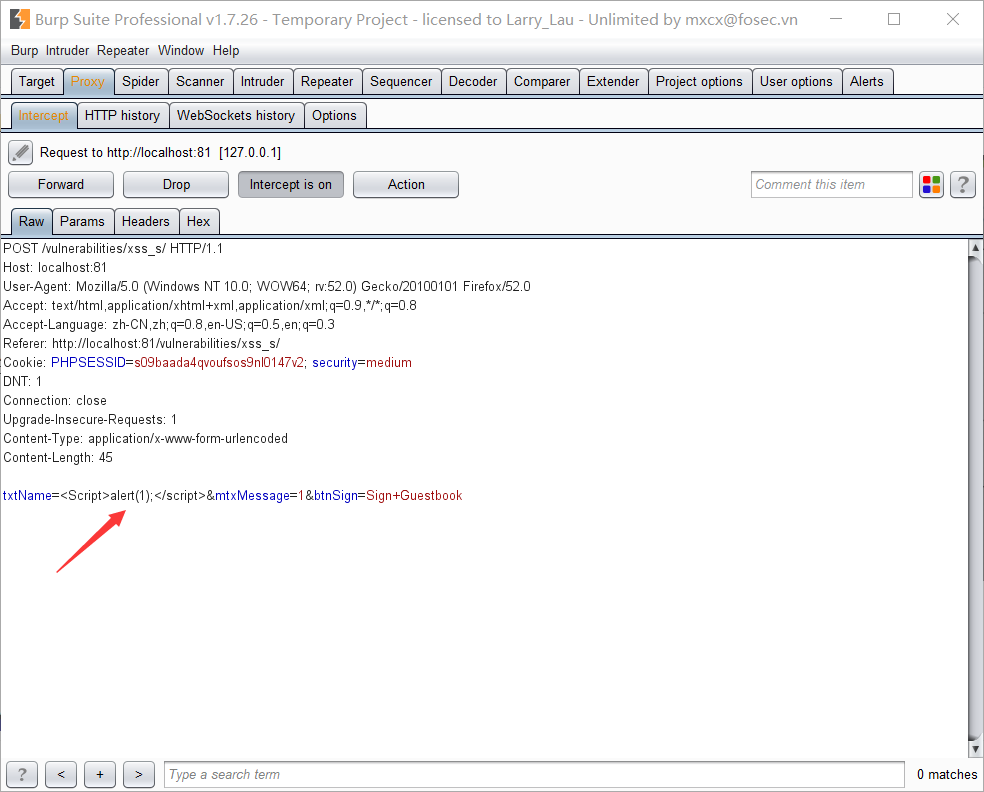 Burp Suite Professional v1.7.26 - Temporary Project - licensed to Larry_Lau - Unlimited by mxcx@fosec.vn
Burp Intruder Repeater Window Help
Target Proxy Spider Scanner Intruder Repeater Sequencer Decoder Comparer Extender Project options User options Alerts
Intercept HTTP history WebSockets history Options
Request to http://localhost:81 [127.0.0.1]
Forward Drop Intercept is on Action Comment this item ?
Raw Params Headers Hex
POST /vulnerabilities/xss_s/ HTTP/1.1
Host: localhost:81
User-Agent: Mozilla/5.0 (Windows NT 10.0; WOW64; rv:52.0) Gecko/20100101 Firefox/52.0
Accept: text/html,application/xhtml+xml,application/xml;q=0.9,*/*;q=0.8
Accept-Language: zh-CN,zh;q=0.8,en-US;q=0.5,en;q=0.3
Referer: http://localhost:81/vulnerabilities/xss_s/
Cookie: PHPSESSID=s09baada4qvoufsos9nl0147v2; security=medium
DNT: 1
Connection: close
Upgrade-Insecure-Requests: 1
Content-Type: application/x-www-form-urlencoded
Content-Length: 45
txtName=<Script>alert(1);</script>&mtxMessage=1&btnSign=Sign+Guestbook
? < + > Type a search term 0 matches